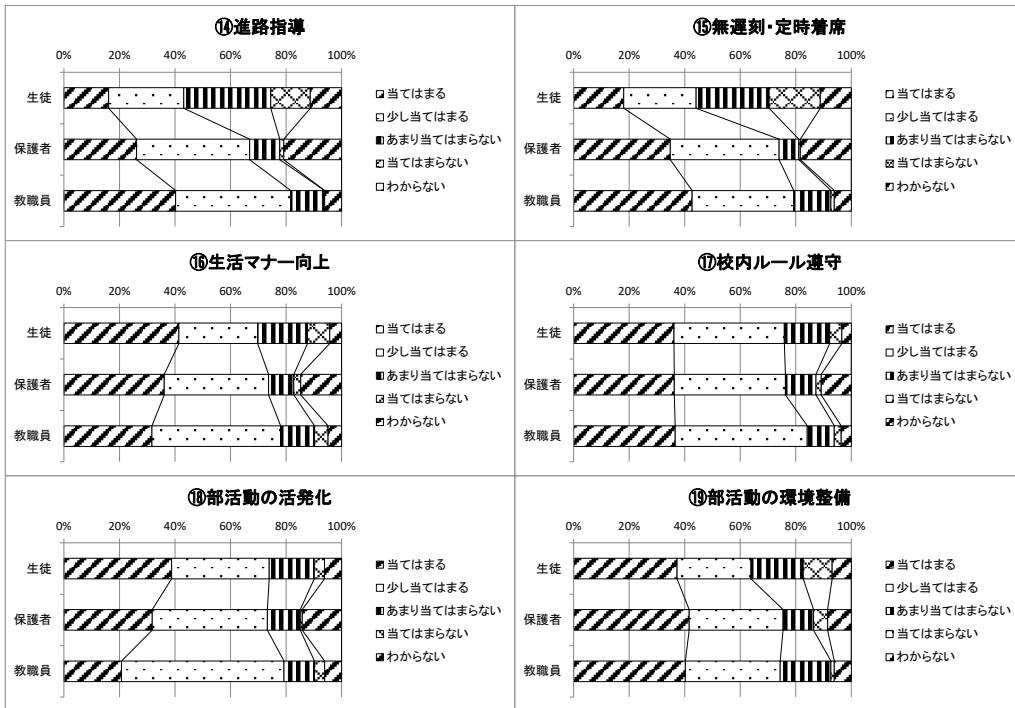 ⑭進路指導
0% 20% 40% 60% 80% 100%
生徒
保護者
教職員
当てはまる
少し当てはまる
あまり当てはまらない
当てはまらない
わからない
⑮無遅刻・定時着席
0% 20% 40% 60% 80% 100%
生徒
保護者
教職員
当てはまる
少し当てはまる
あまり当てはまらない
当てはまらない
わからない
⑯生活マナー向上
0% 20% 40% 60% 80% 100%
生徒
保護者
教職員
当てはまる
少し当てはまる
あまり当てはまらない
当てはまらない
わからない
⑰校内ルール遵守
0% 20% 40% 60% 80% 100%
生徒
保護者
教職員
当てはまる
少し当てはまる
あまり当てはまらない
当てはまらない
わからない
⑱部活動の活発化
0% 20% 40% 60% 80% 100%
生徒
保護者
教職員
当てはまる
少し当てはまる
あまり当てはまらない
当てはまらない
わからない
⑲部活動の環境整備
0% 20% 40% 60% 80% 100%
生徒
保護者
教職員
当てはまる
少し当てはまる
あまり当てはまらない
当てはまらない
わからない